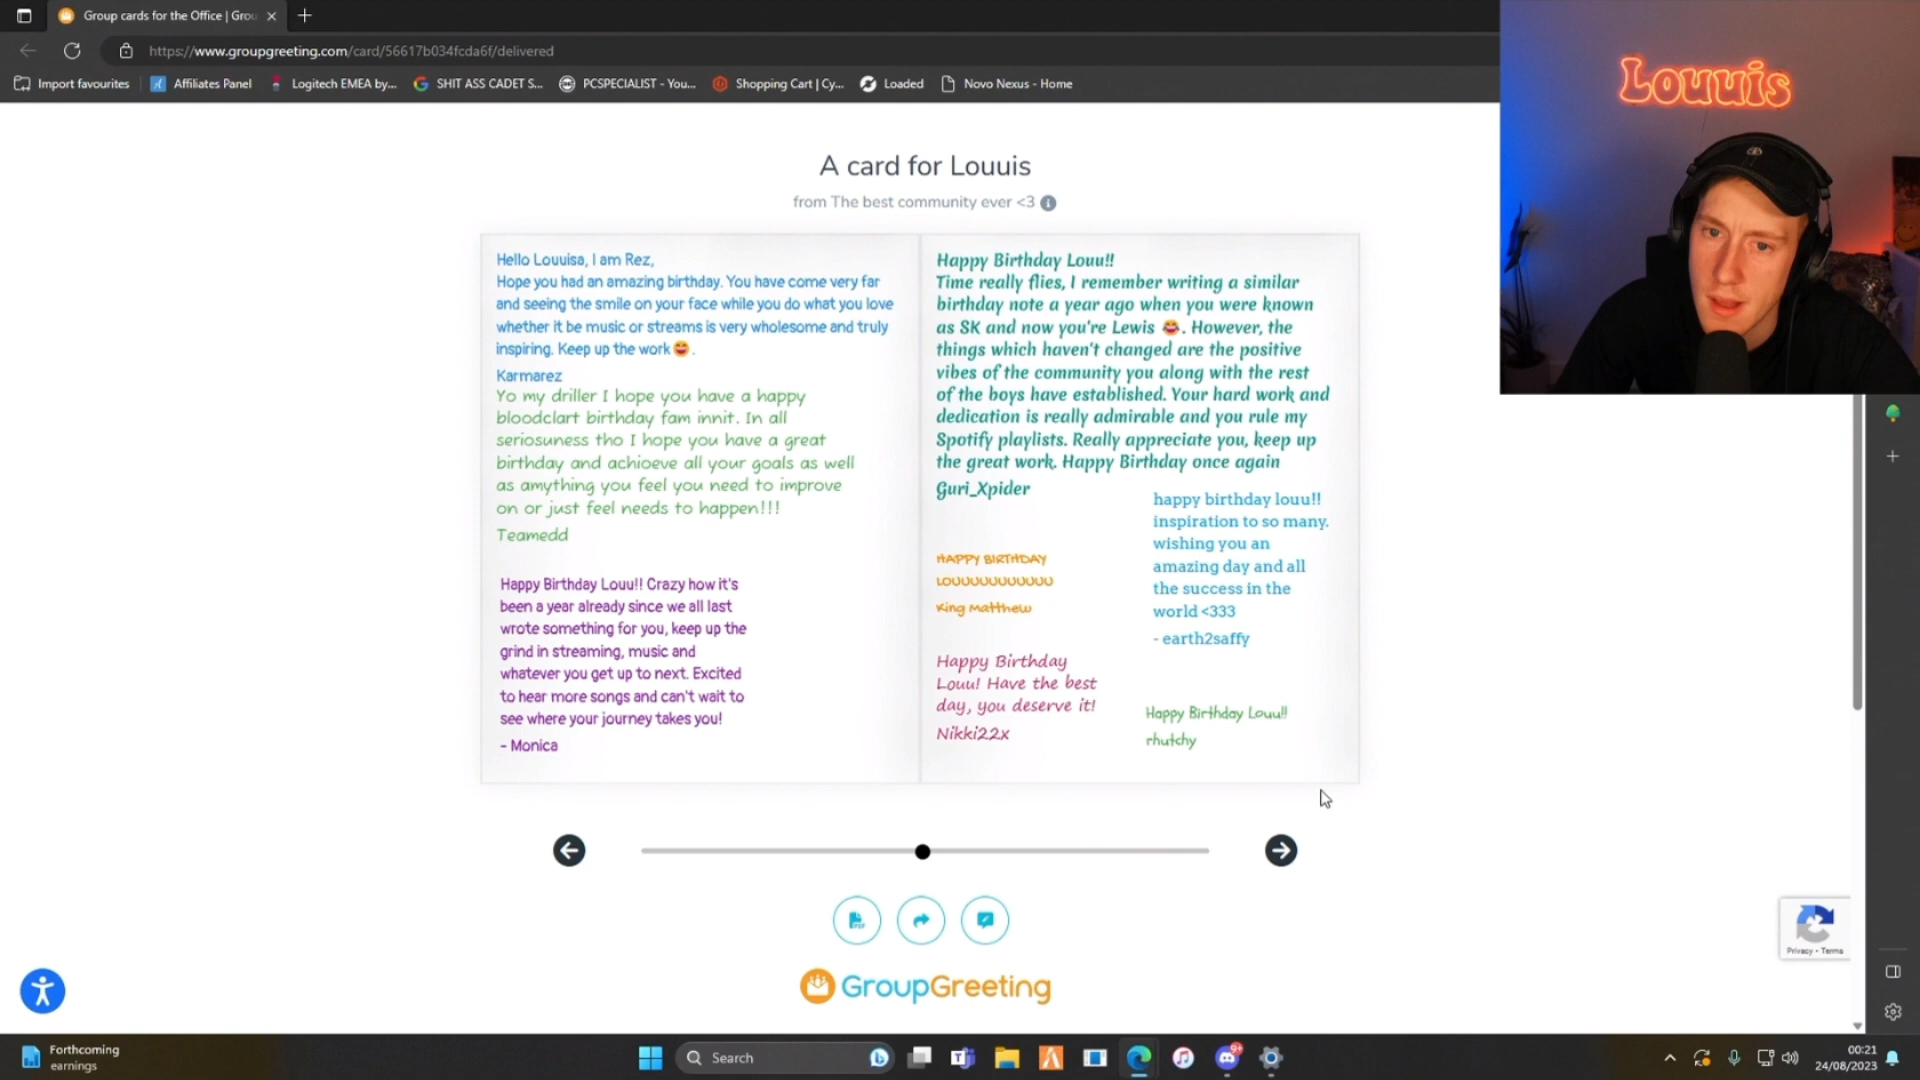 Group cards for the Office | Grou
https://www.groupgreeting.com/card/56617b034fcda6f/delivered
Import favourites
Affiliates Panel
Logitech EMEA by...
SHIT ASS CADET S...
PCSPECIALIST - You...
Shopping Cart | Cy...
Loaded
Novo Nexus - Home
Louuis
A card for Louuis
from The best community ever <3
Hello Louuisa, I am Rez,
Hope you had an amazing birthday. You have come very far
and seeing the smile on your face while you do what you love
whether it be music or streams is very wholesome and truly
inspiring. Keep up the work😄.
Karmarez
Yo my driller I hope you have a happy
bloodclart birthday fam innit. In all
seriosuness tho I hope you have a great
birthday and achioeve all your goals as well
as amything you feel you need to improve
on or just feel needs to happen!!!
Teamedd
Happy Birthday Louu!! Crazy how it's
been a year already since we all last
wrote something for you, keep up the
grind in streaming, music and
whatever you get up to next. Excited
to hear more songs and can't wait to
see where your journey takes you!
- Monica
Happy Birthday Louu!!
Time really flies, I remember writing a similar
birthday note a year ago when you were known
as SK and now you're Lewis 😂. However, the
things which haven't changed are the positive
vibes of the community you along with the rest
of the boys have established. Your hard work and
dedication is really admirable and you rule my
Spotify playlists. Really appreciate you, keep up
the great work. Happy Birthday once again
Guri_Xpider
happy birthday louu!!
inspiration to so many.
wishing you an
amazing day and all
the success in the
world <333
- earth2saffy
HAPPY BIRTHDAY
LOUUUUUUUUUUU
King Matthew
Happy Birthday
Louu! Have the best
day, you deserve it!
Nikki22x
Happy Birthday Louu!!
rhutchy
PDF
GroupGreeting
Privacy - Terms
Forthcoming
earnings
Search
9+
00:21
24/08/2023